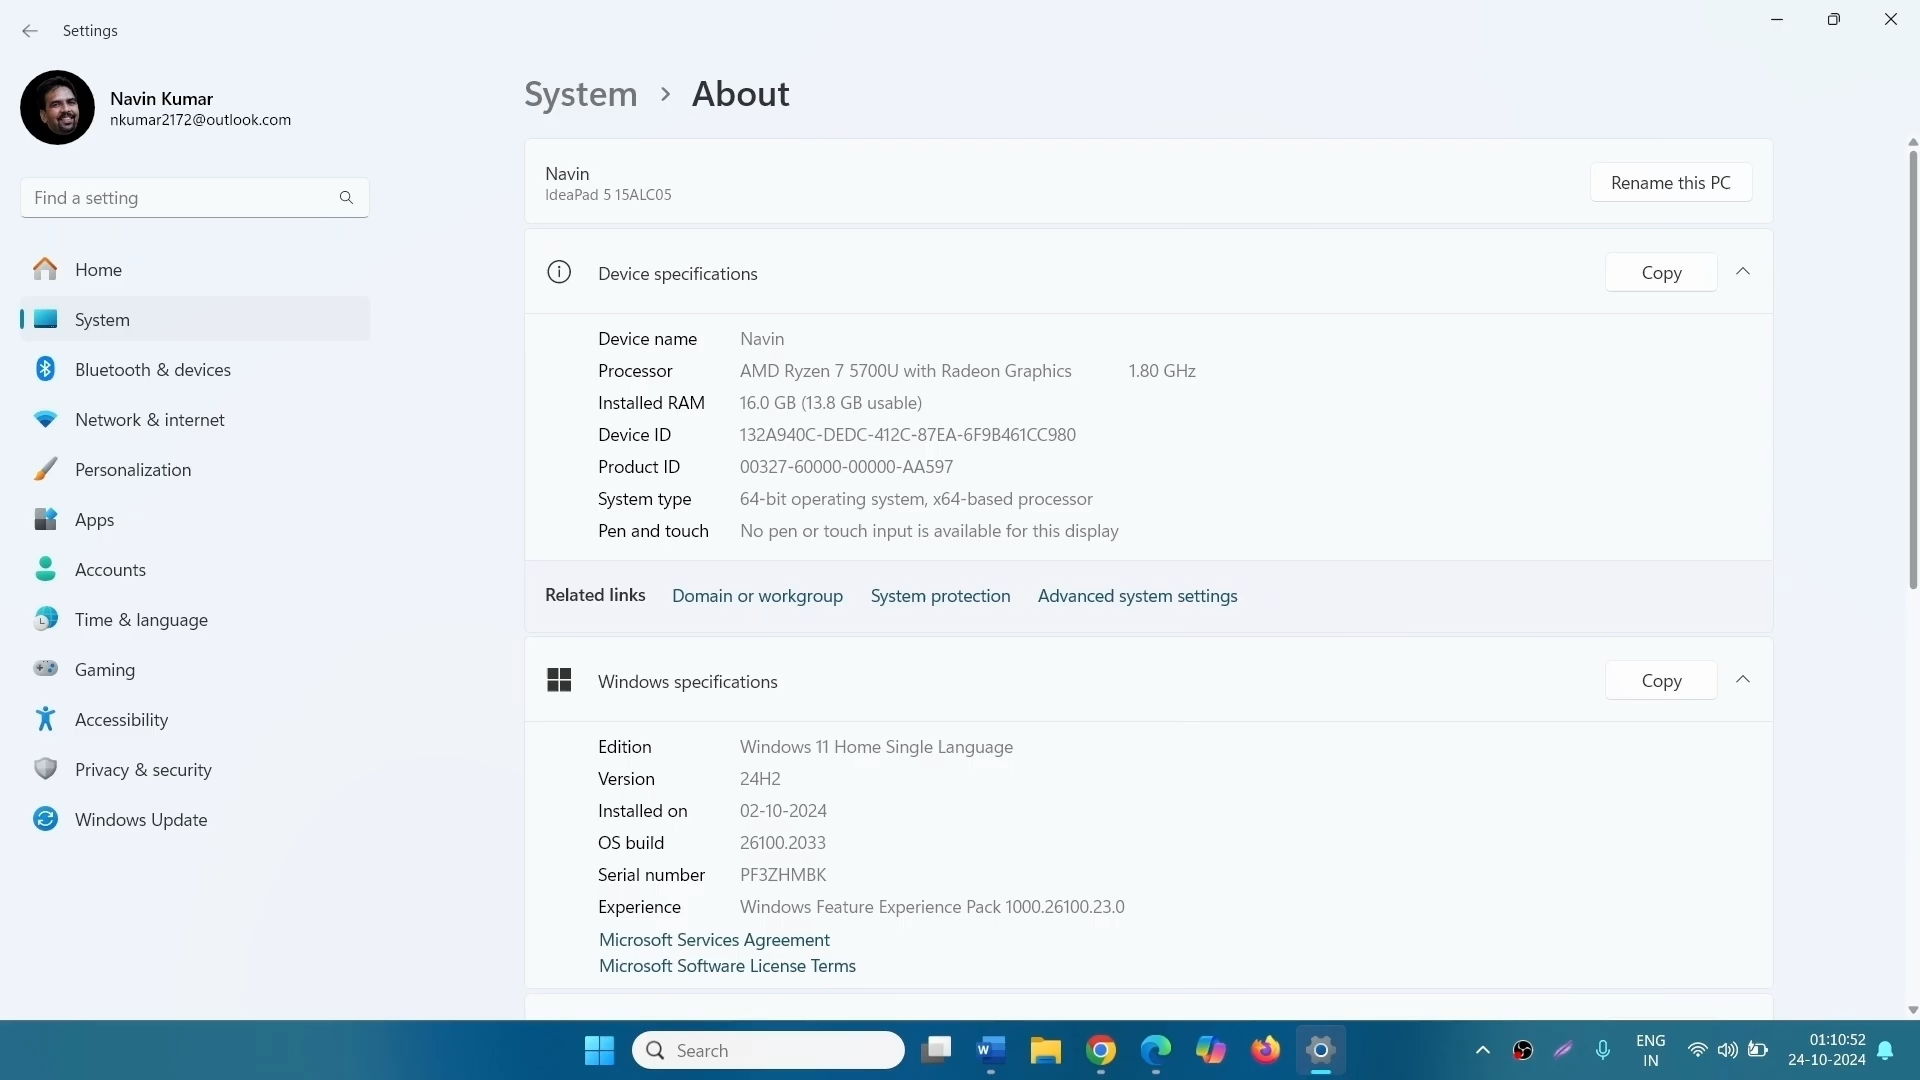 Settings
Navin Kumar
nkumar2172@outlook.com
Find a setting
Home
System
Bluetooth & devices
Network & internet
Personalization
Apps
Accounts
Time & language
Gaming
Accessibility
Privacy & security
Windows Update
System > About
Navin
IdeaPad 5 15ALC05
Rename this PC
Device specifications
Copy
Device name Navin
Processor AMD Ryzen 7 5700U with Radeon Graphics 1.80 GHz
Installed RAM 16.0 GB (13.8 GB usable)
Device ID 132A940C-DEDC-412C-87EA-6F9B461CC980
Product ID 00327-60000-00000-AA597
System type 64-bit operating system, x64-based processor
Pen and touch No pen or touch input is available for this display
Related links Domain or workgroup System protection Advanced system settings
Windows specifications
Copy
Edition Windows 11 Home Single Language
Version 24H2
Installed on 02-10-2024
OS build 26100.2033
Serial number PF3ZHMBK
Experience Windows Feature Experience Pack 1000.26100.23.0
Microsoft Services Agreement
Microsoft Software License Terms
Search
ENG
IN
01:10:52
24-10-2024